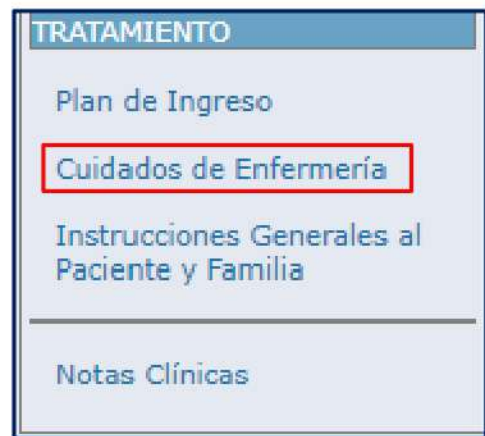 TRATAMIENTO
Plan de Ingreso
Cuidados de Enfermería
Instrucciones Generales al
Paciente y Familia
Notas Clínicas